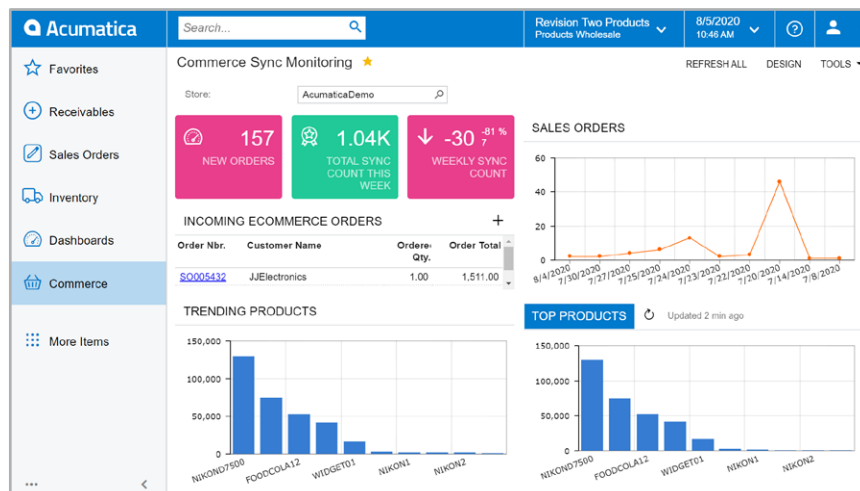 Acumatica
Search...
Revision Two Products
Products Wholesale
8/5/2020
10:46 AM
Favorites
Receivables
Sales Orders
Inventory
Dashboards
Commerce
More Items
Commerce Sync Monitoring
REFRESH ALL DESIGN TOOLS
Store: AcumaticaDemo
157
NEW ORDERS
1.04K
TOTAL SYNC
COUNT THIS
WEEK
-30 -81 %
7
WEEKLY SYNC
COUNT
INCOMING ECOMMERCE ORDERS
Order Nbr. Customer Name Ordere Qty. Order Total
SO005432 JJElectronics 1.00 1,511.00
SALES ORDERS
60
40
20
0
8/4/2020 7/30/2020 7/27/2020 7/25/2020 7/24/2020 7/23/2020 7/22/2020 7/20/2020 7/14/2020 7/8/2020
TRENDING PRODUCTS
150,000
100,000
50,000
0
NIKOND7500 FOODCOLA12 WIDGET01 NIKON1 NIKON2
TOP PRODUCTS Updated 2 min ago
150,000
100,000
50,000
0
NIKOND7500 FOODCOLA12 WIDGET01 NIKON1 NIKON2